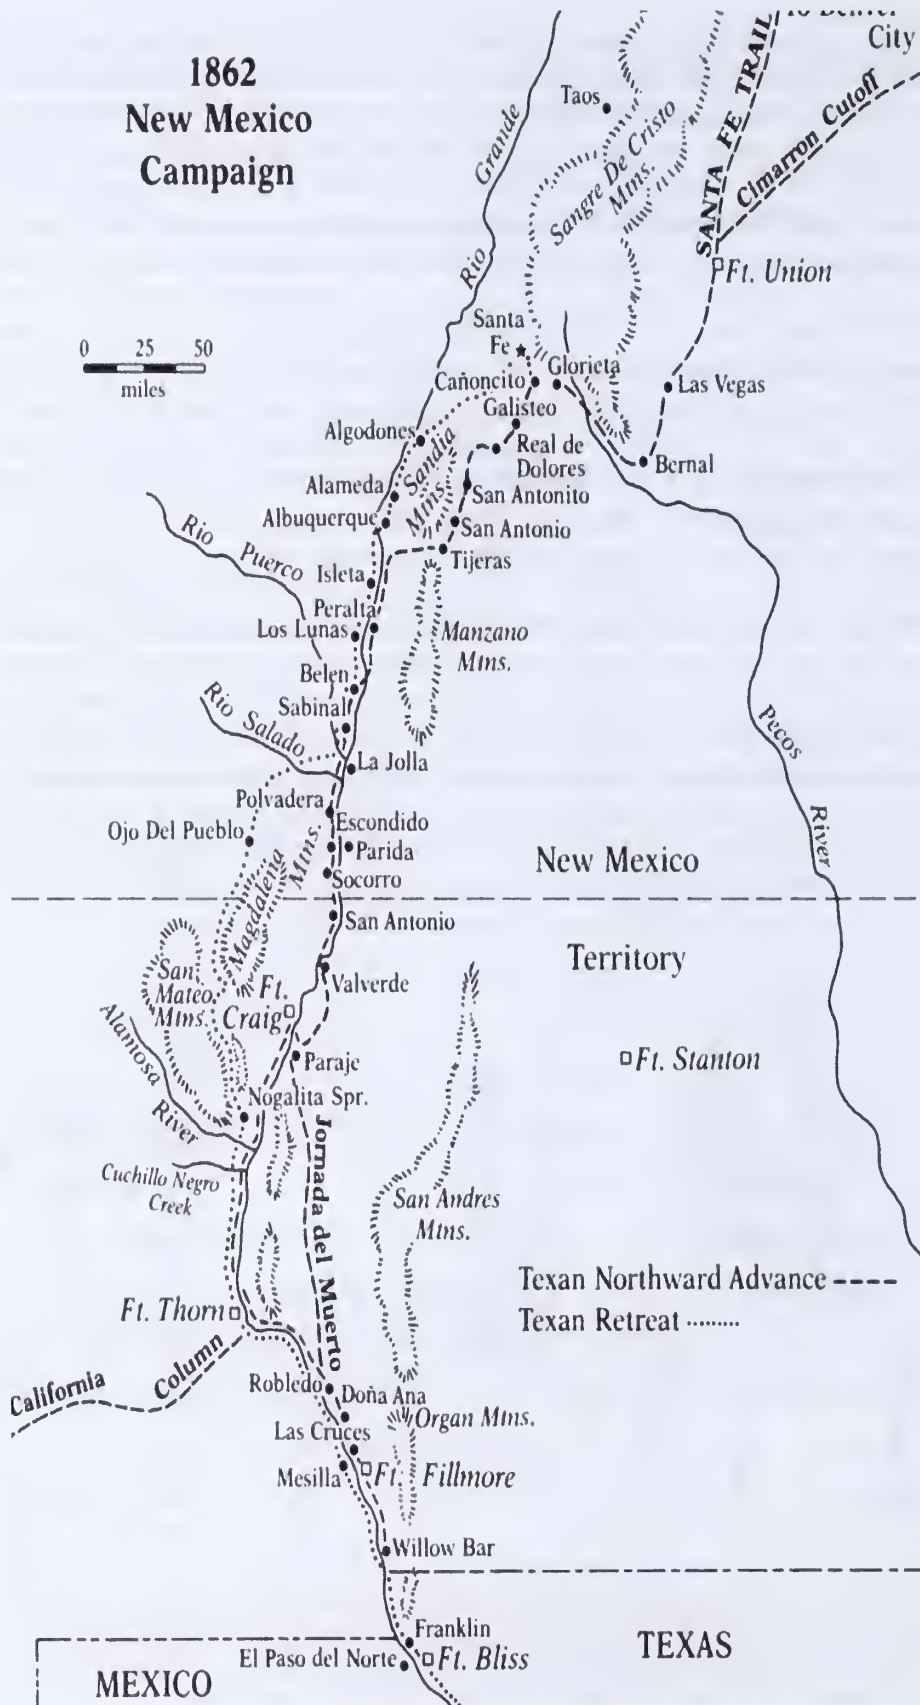 1862
New Mexico
Campaign
To Denver
City
SANTA FE TRAIL
Cimarron Cutoff
Taos
Rio Grande
Sangre De Cristo
Mtns.
Ft. Union
0 25 50
miles
Santa
Fe
Glorieta
Cañoncito
Las Vegas
Galisteo
Algodones
Sandia
Mtns.
Real de
Dolores
Bernal
Alameda
San Antonito
Albuquerque
San Antonio
Rio Puerco
Tijeras
Isleta
Peralta
Los Lunas
Manzano
Mtns.
Belen
Rio Salado
Sabinal
Pecos River
La Jolla
Polvadera
Ojo Del Pueblo
Escondido
Magdalena Mtns.
Parida
New Mexico
Socorro
San Antonio
Territory
San
Mateo
Mtns.
Valverde
Ft.
Craig
Alamosa River
Paraje
Ft. Stanton
Nogalita Spr.
Jornada del Muerto
Cuchillo Negro
Creek
San Andres
Mtns.
Texan Northward Advance
Texan Retreat
Ft. Thorn
California Column
Robledo
Doña Ana
Organ Mtns.
Las Cruces
Mesilla
Ft. Fillmore
Willow Bar
Franklin
TEXAS
El Paso del Norte
Ft. Bliss
MEXICO